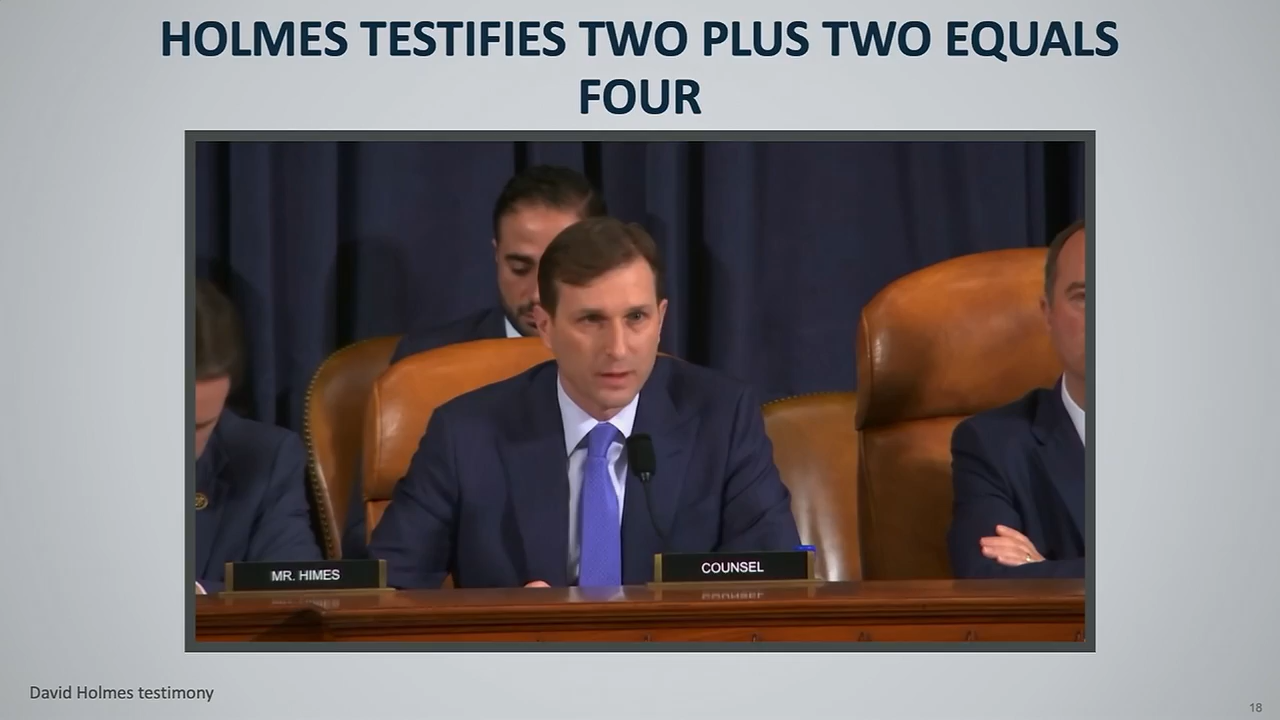 HOLMES TESTIFIES TWO PLUS TWO EQUALS
FOUR
MR. HIMES
COUNSEL
David Holmes testimony
18